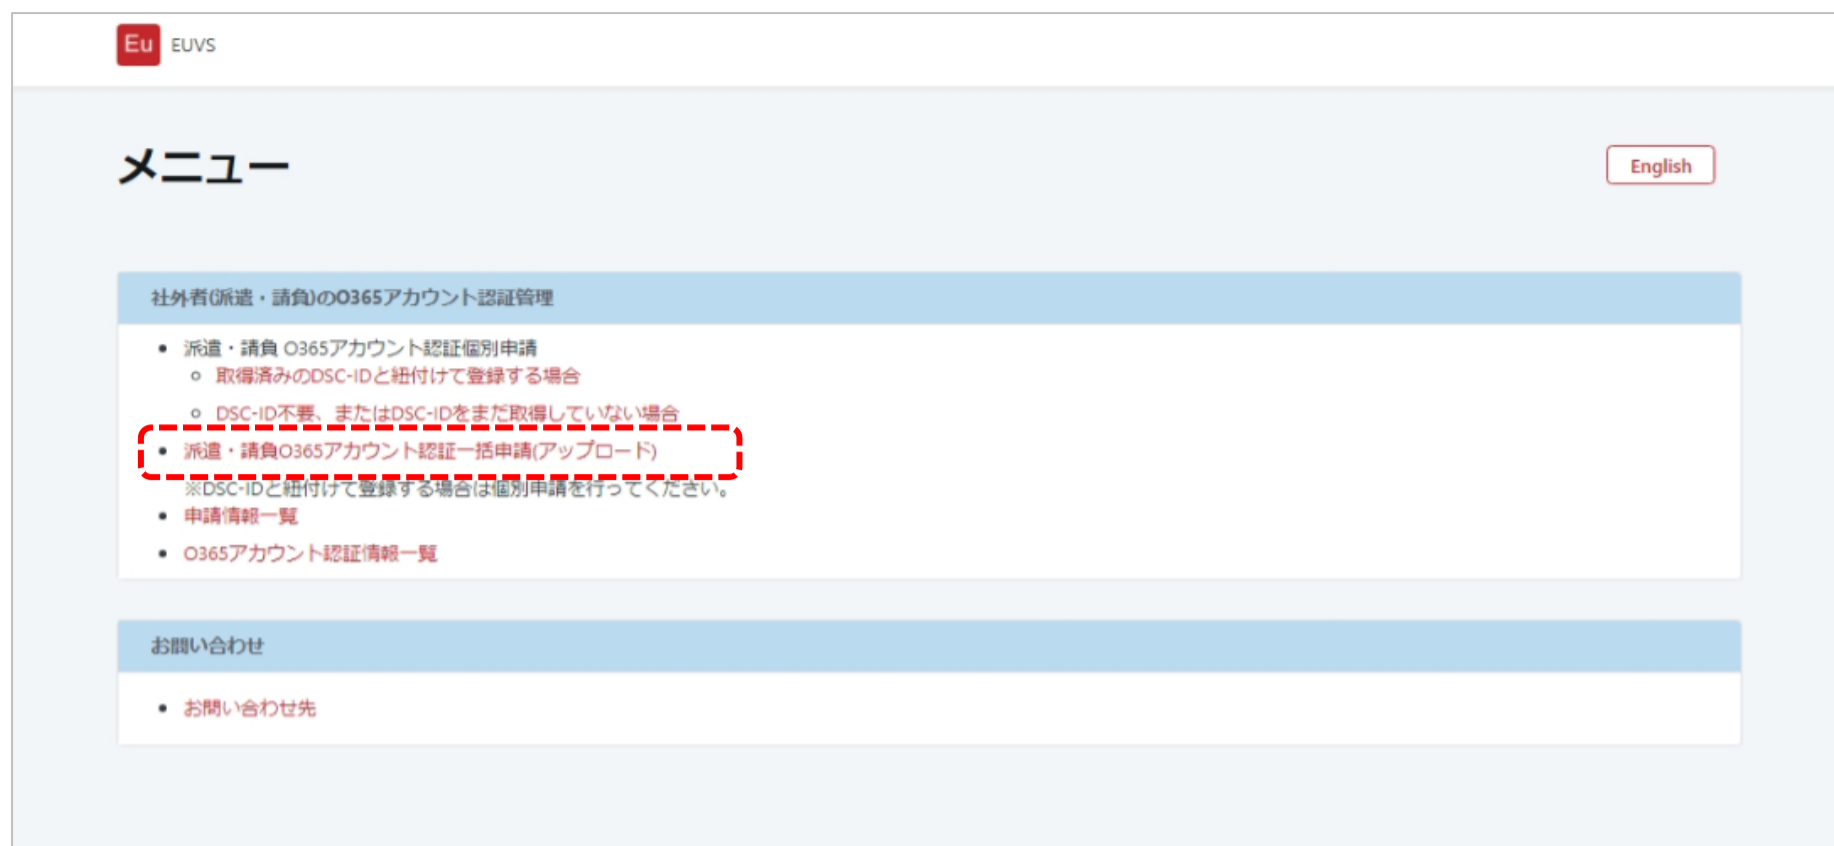 Eu EUVS
メニュー
English
社外者(派遣・請負)のO365アカウント認証管理
派遣・請負 O365アカウント認証個別申請
取得済みのDSC-IDと紐付けて登録する場合
DSC-ID不要、またはDSC-IDをまだ取得していない場合
派遣・請負O365アカウント認証一括申請(アップロード)
※DSC-IDと紐付けて登録する場合は個別申請を行ってください。
申請情報一覧
O365アカウント認証情報一覧
お問い合わせ
お問い合わせ先